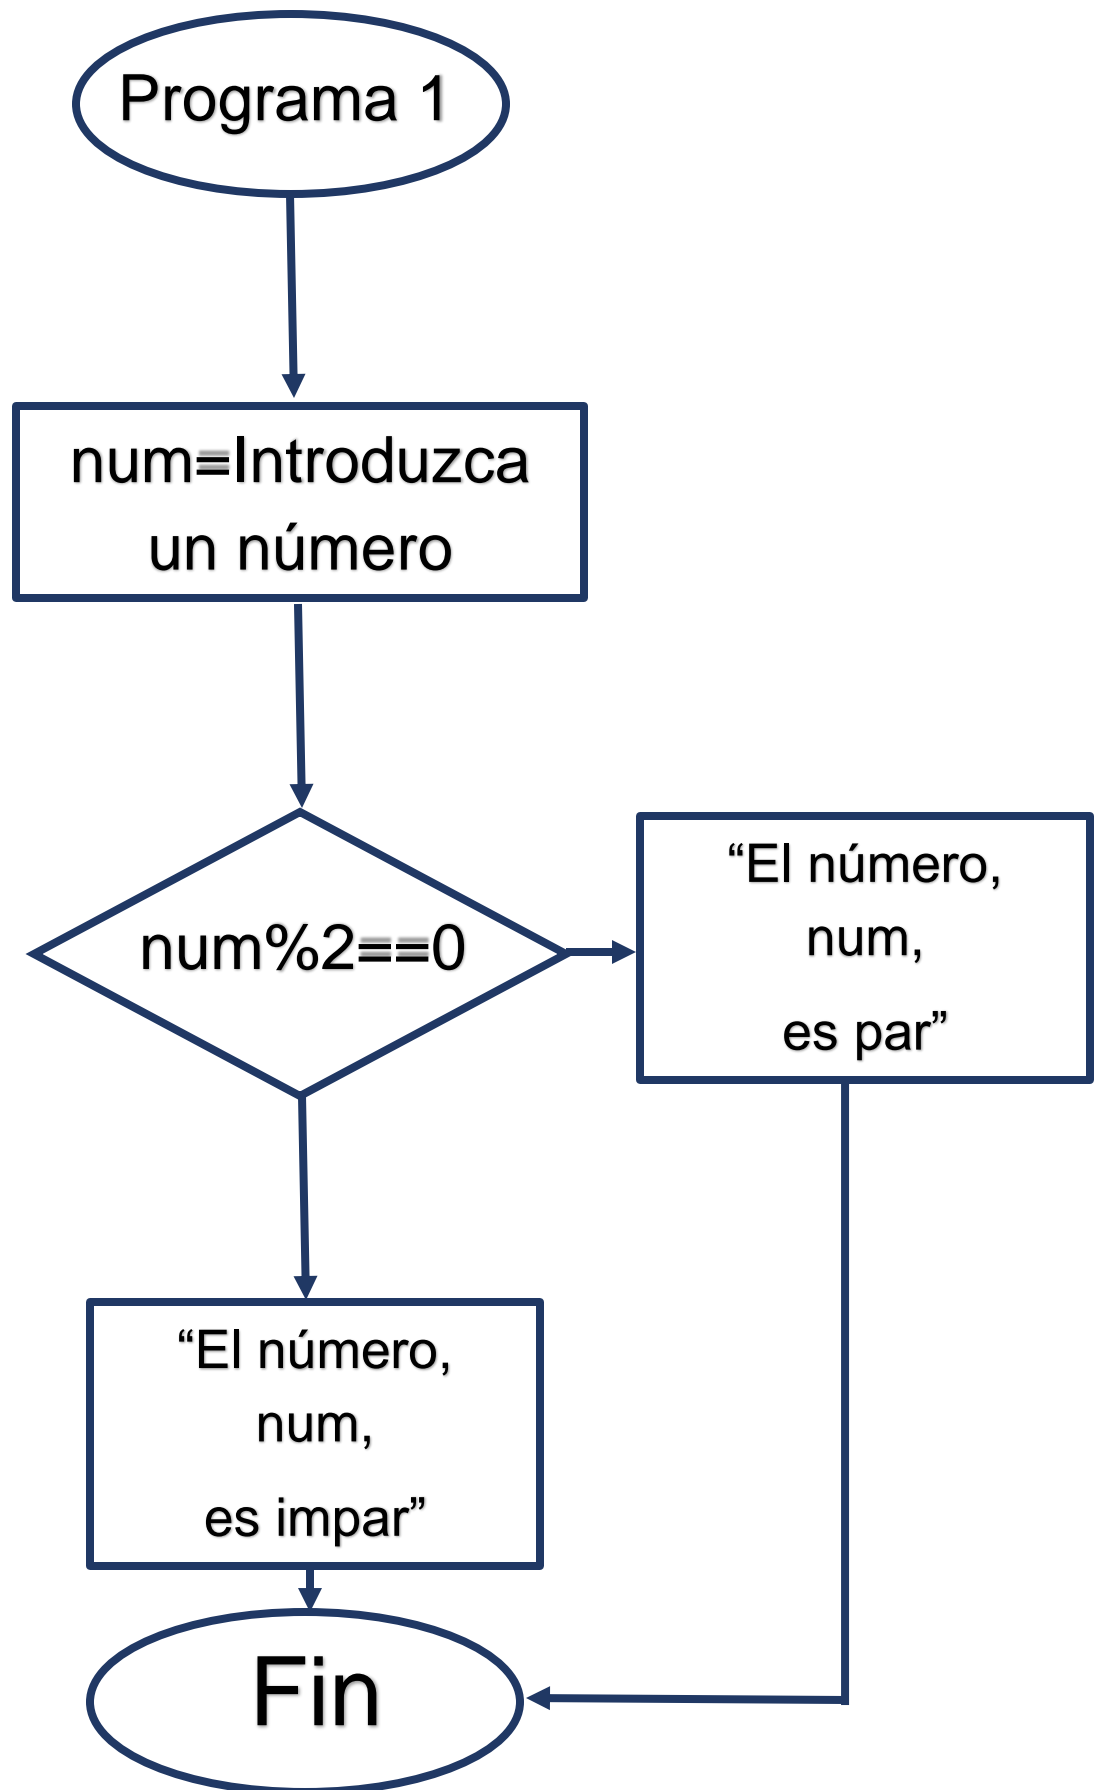 Programa 1
num=Introduzca
un número
num%2==0
“El número,
num,
es par”
“El número,
num,
es impar”
Fin